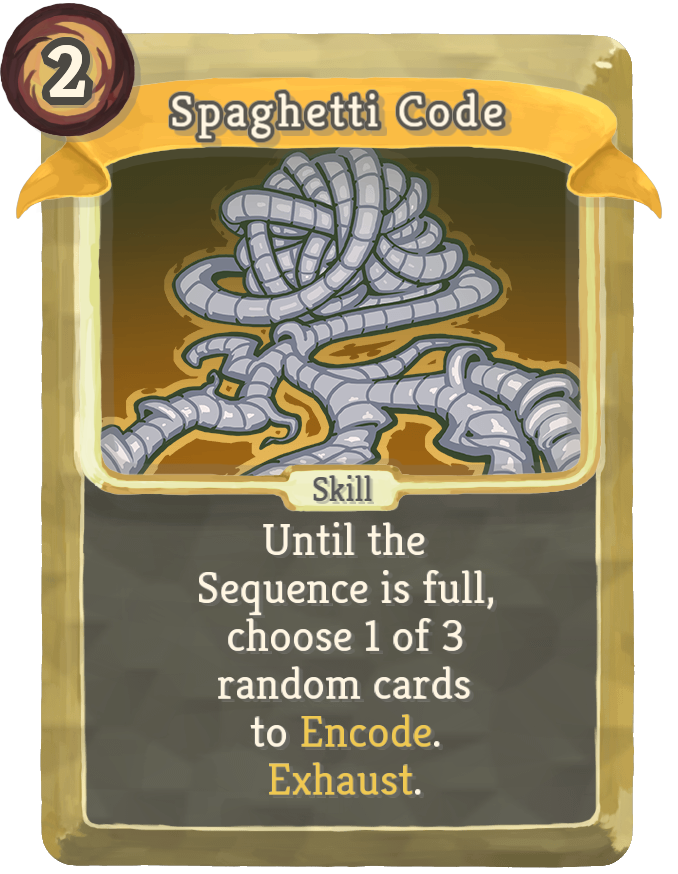 2
Spaghetti Code
Skill
Until the
Sequence is full,
choose 1 of 3
random cards
to Encode.
Exhaust.